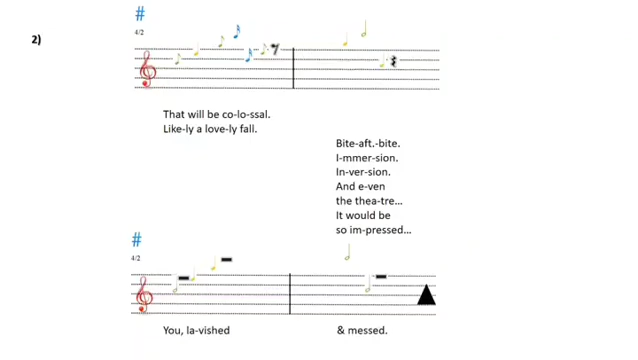 #
4/2
2)
That will be co-lo-ssal.
Like-ly a love-ly fall.
Bite-aft.-bite.
I-mmer-sion.
In-ver-sion.
And e-ven
the thea-tre...
It would be
so im-pressed...
#
4/2
You, la-vished
& messed.